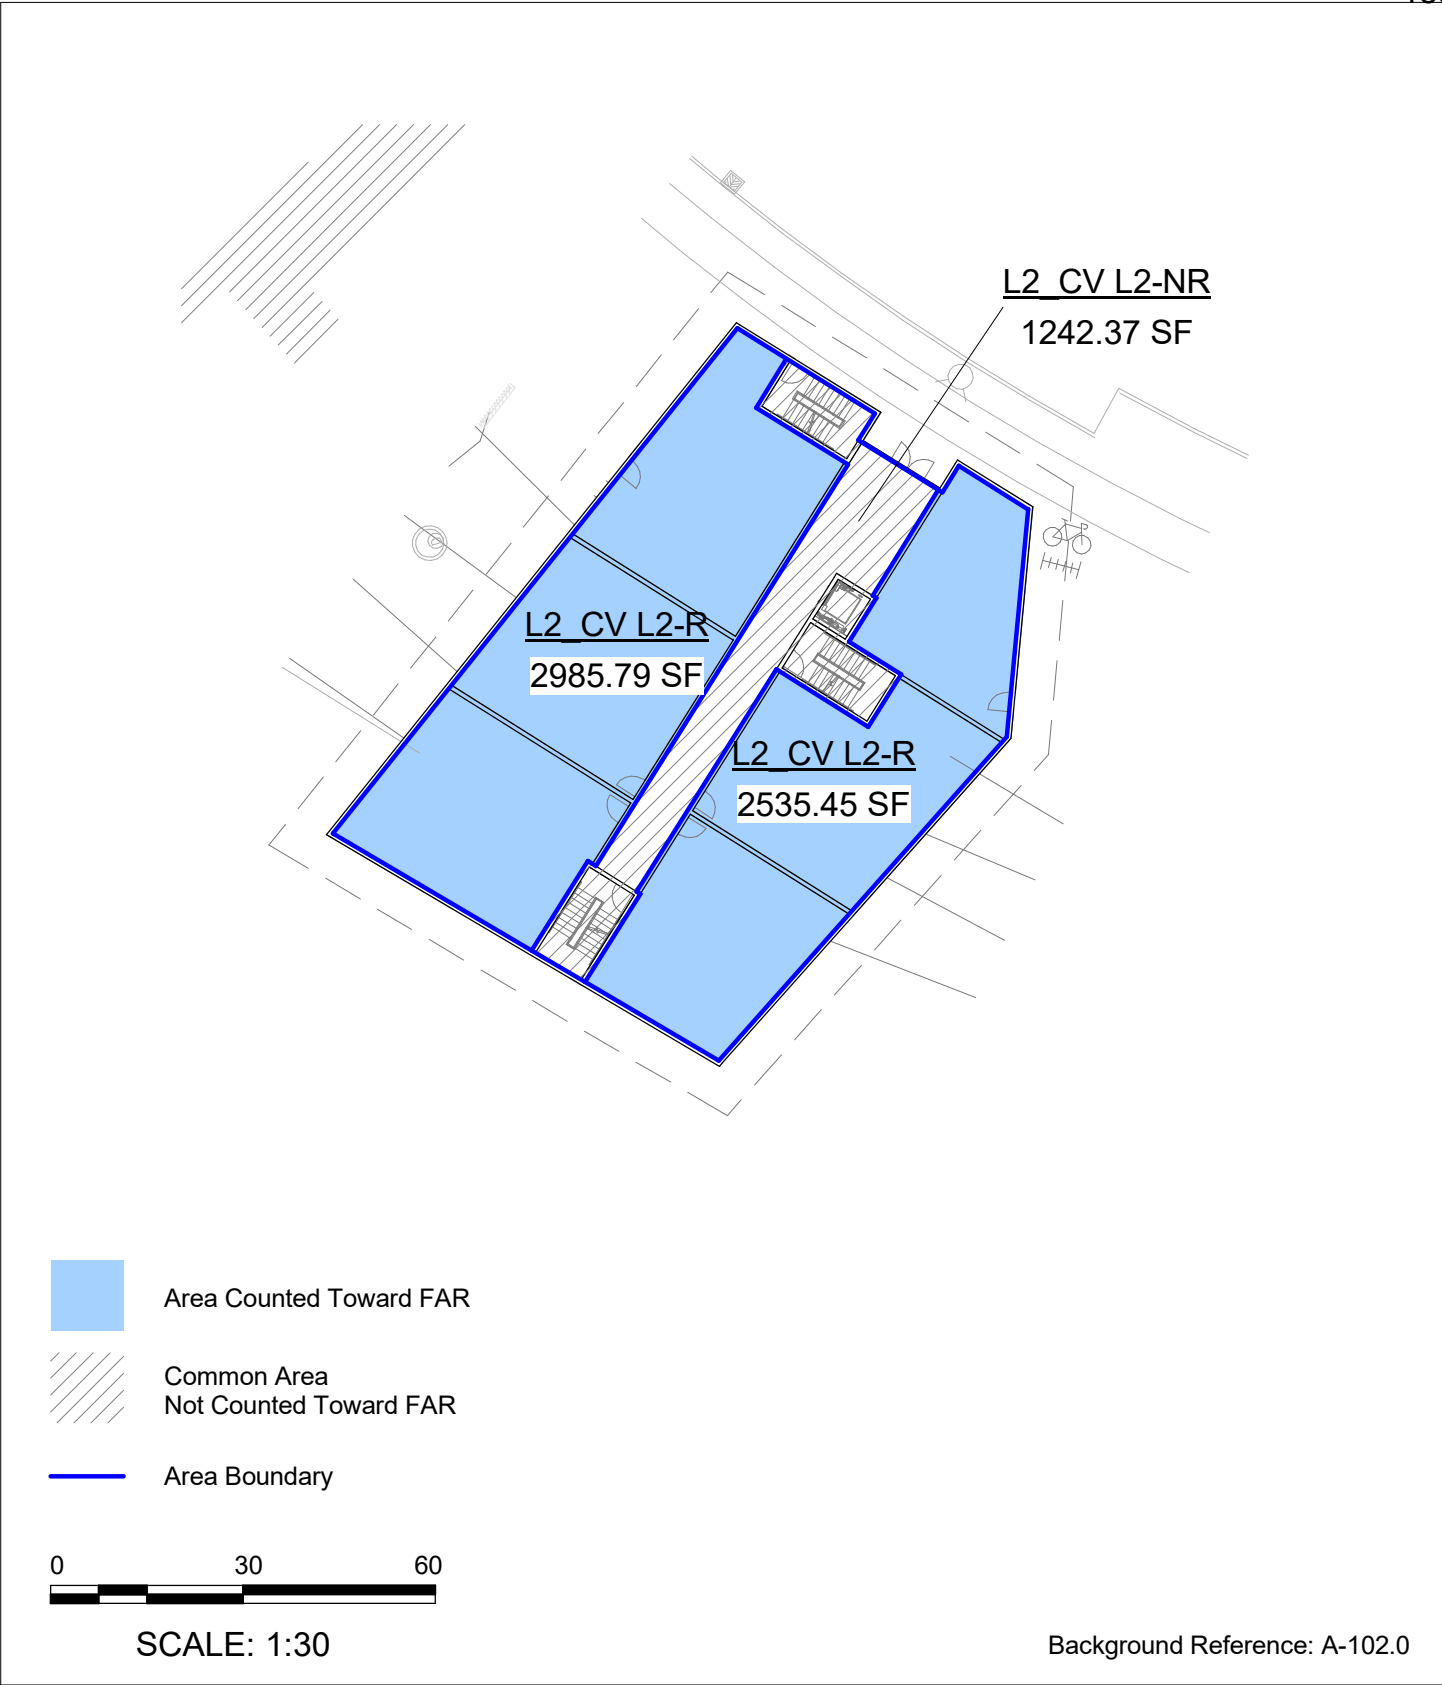 L2_CV L2-NR
1242.37 SF
L2_CV L2-R
2985.79 SF
L2_CV L2-R
2535.45 SF
Area Counted Toward FAR
Common Area
Not Counted Toward FAR
Area Boundary
0 30 60
SCALE: 1:30
Background Reference: A-102.0